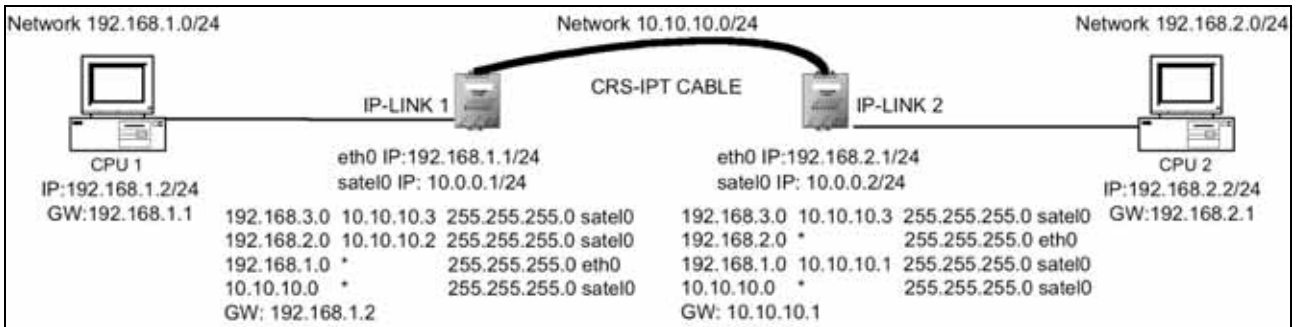 Network 192.168.1.0/24
Network 10.10.10.0/24
Network 192.168.2.0/24
CRS-IPT CABLE
IP-LINK 1
IP-LINK 2
CPU 1
IP:192.168.1.2/24
GW:192.168.1.1
eth0 IP:192.168.1.1/24
satel0 IP: 10.0.0.1/24
192.168.3.0 10.10.10.3 255.255.255.0 satel0
192.168.2.0 10.10.10.2 255.255.255.0 satel0
192.168.1.0 * 255.255.255.0 eth0
10.10.10.0 * 255.255.255.0 satel0
GW: 192.168.1.2
eth0 IP:192.168.2.1/24
satel0 IP: 10.0.0.2/24
192.168.3.0 10.10.10.3 255.255.255.0 satel0
192.168.2.0 * 255.255.255.0 eth0
192.168.1.0 10.10.10.1 255.255.255.0 satel0
10.10.10.0 * 255.255.255.0 satel0
GW: 10.10.10.1
CPU 2
IP:192.168.2.2/24
GW:192.168.2.1